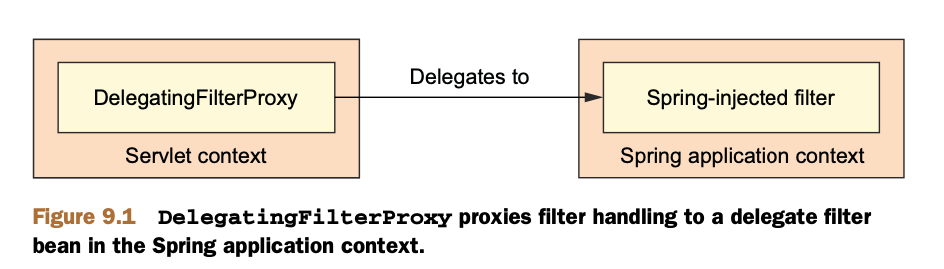 Delegates to
DelegatingFilterProxy
Spring-injected filter
Servlet context
Spring application context
Figure 9.1 DelegatingFilterProxy proxies filter handling to a delegate filter
bean in the Spring application context.